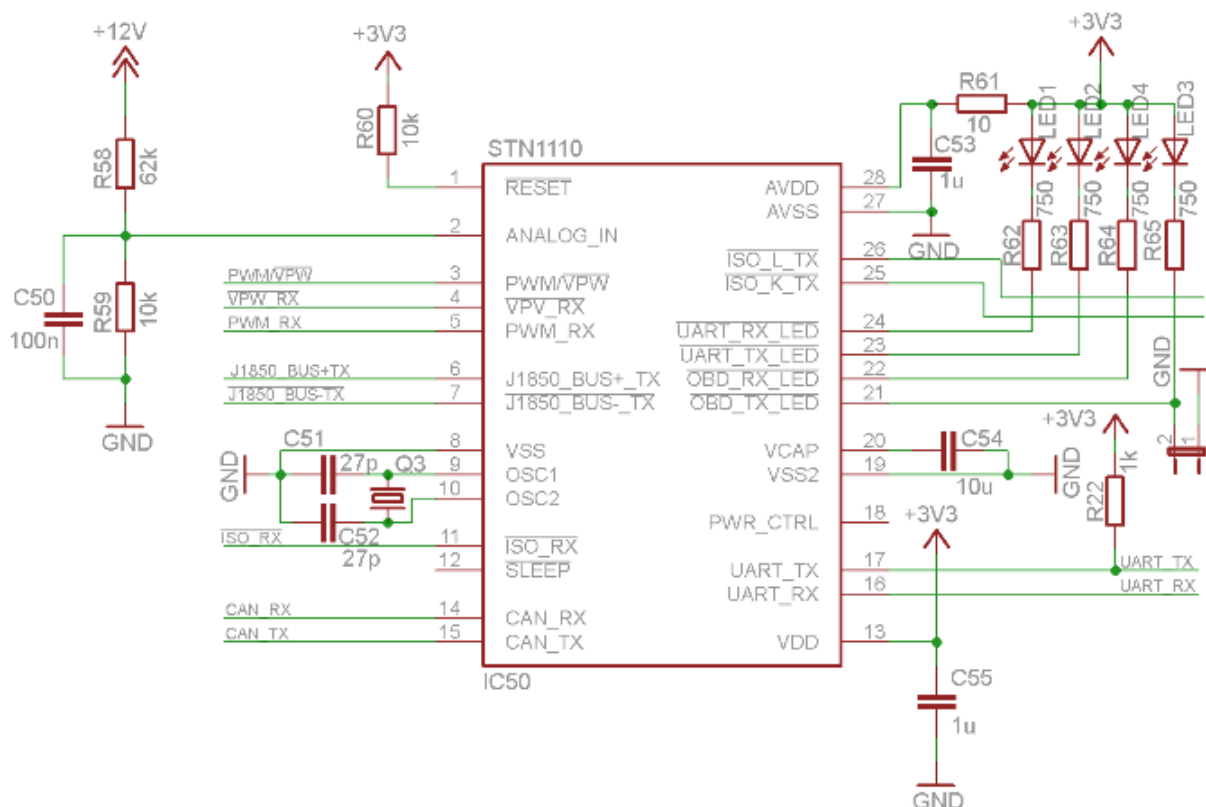 +12V
+3V3
+3V3
R58
62k
R60
10k
STN1110
R61
10
C53
1u
LED1
LED2
LED4
LED3
1
RESET
AVDD
28
2
ANALOG_IN
AVSS
27
GND
750
750
750
750
R62
R63
R64
R65
C50
100n
R59
10k
GND
PWM/VPW
3
PWM/VPW
ISO_L_TX
26
VPW_RX
4
VPV_RX
ISO_K_TX
25
PWM_RX
5
PWM_RX
UART_RX_LED
24
UART_TX_LED
23
J1850_BUS+TX
6
J1850_BUS+_TX
OBD_RX_LED
22
J1850_BUS-TX
7
J1850_BUS-_TX
OBD_TX_LED
21
GND
2
1
GND
C51
27p
Q3
8
VSS
VCAP
20
C54
10u
GND
9
OSC1
VSS2
19
10
OSC2
C52
27p
PWR_CTRL
18
+3V3
+3V3
R22
1k
ISO_RX
11
ISO_RX
12
SLEEP
UART_TX
17
UART_TX
UART_RX
16
UART_RX
CAN_RX
14
CAN_RX
CAN_TX
15
CAN_TX
VDD
13
IC50
C55
1u
GND